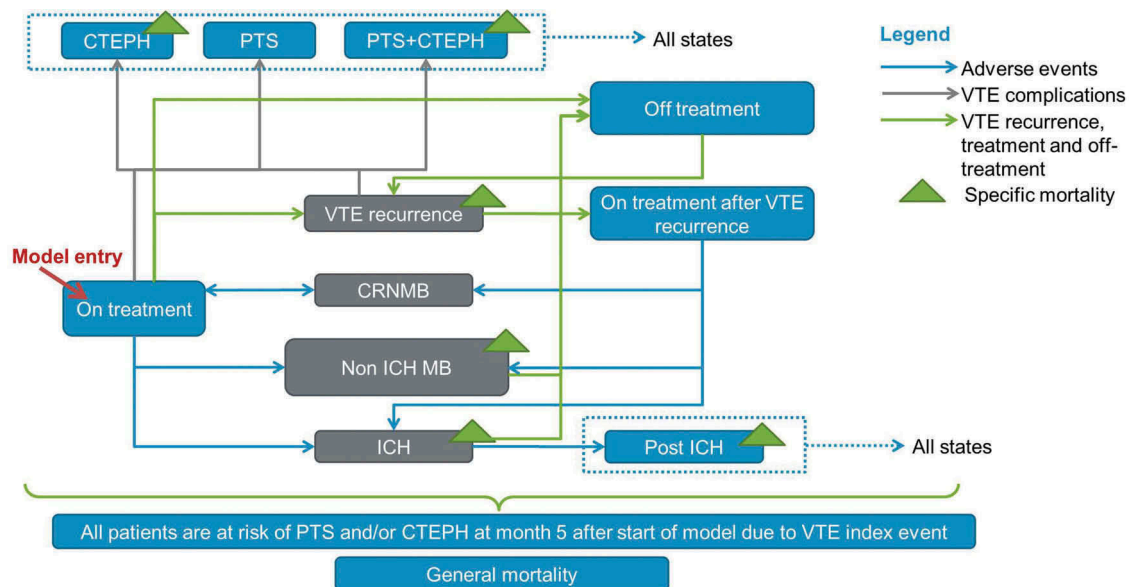 CTEPH
PTS
PTS+CTEPH
All states
Legend
Adverse events
VTE complications
VTE recurrence,
treatment and off-
treatment
Specific mortality
Off treatment
VTE recurrence
On treatment after VTE
recurrence
Model entry
On treatment
CRNMB
Non ICH MB
ICH
Post ICH
All states
All patients are at risk of PTS and/or CTEPH at month 5 after start of model due to VTE index event
General mortality